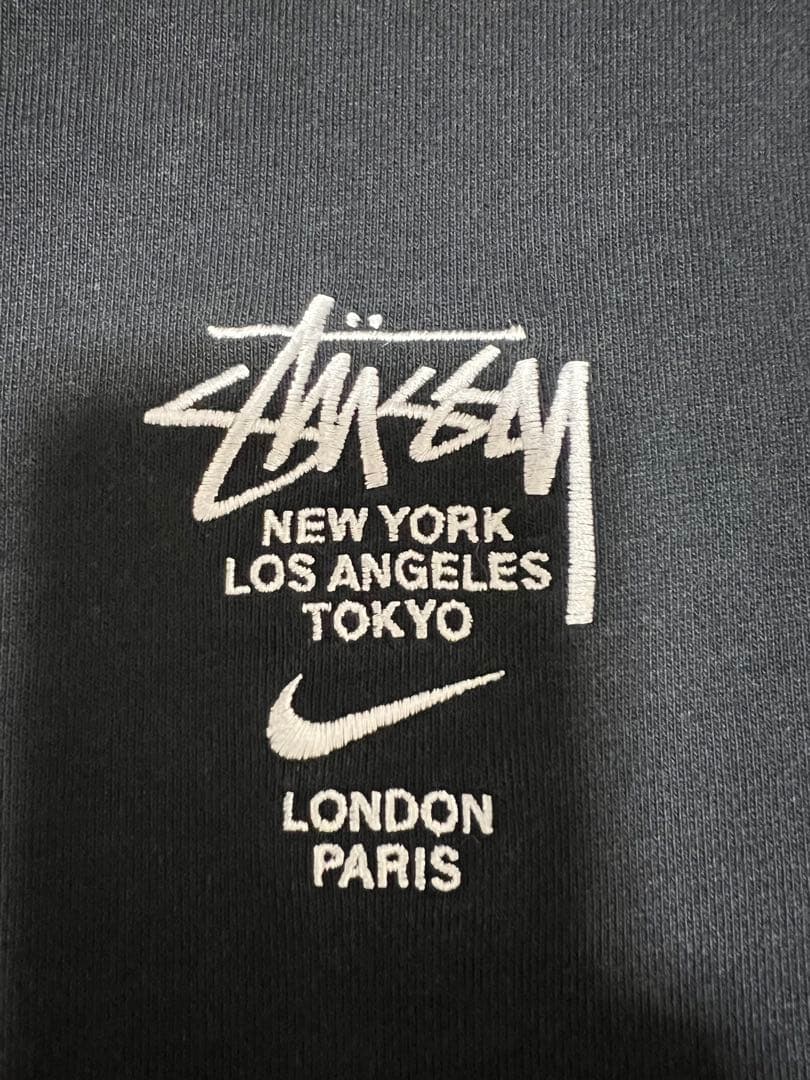 Stüssy
NEW YORK
LOS ANGELES
TOKYO
LONDON
PARIS